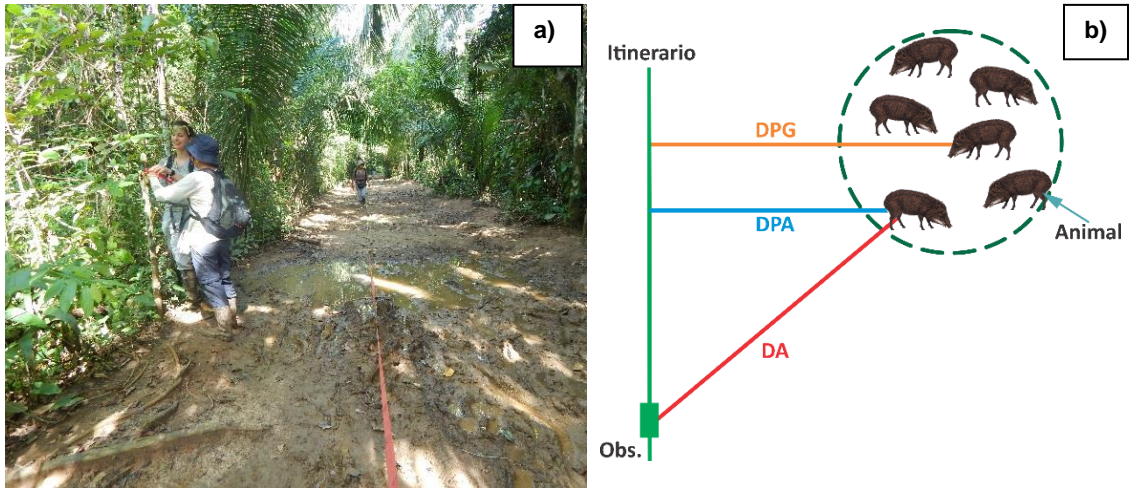 a)
b)
Itinerario
DPG
DPA
Animal
DA
Obs.